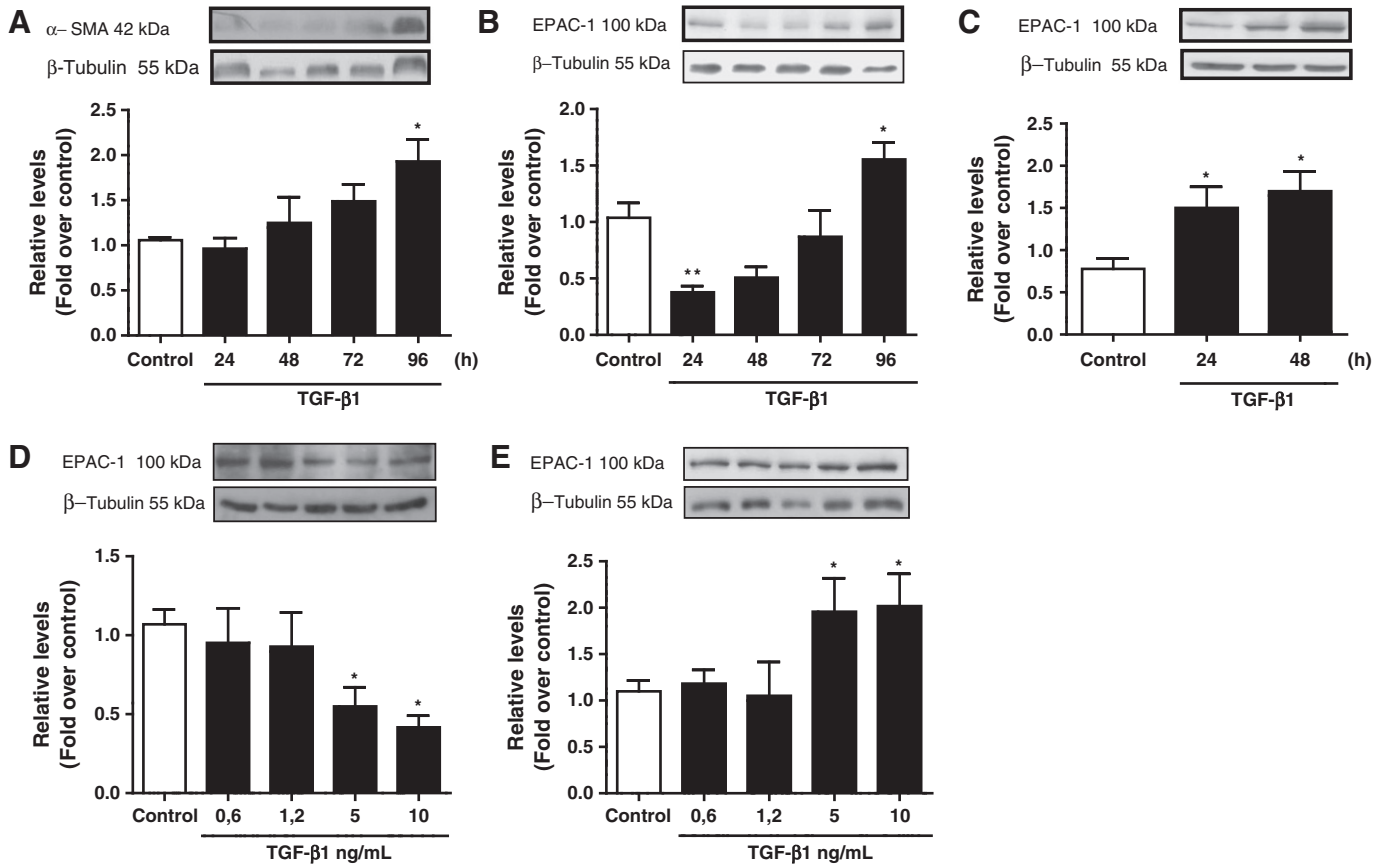 A
α– SMA 42 kDa
β-Tubulin 55 kDa
Relative levels
(Fold over control)
2.5
2.0
1.5
1.0
0.5
0.0
*
Control 24 48 72 96 (h)
TGF-β1
B
EPAC-1 100 kDa
β–Tubulin 55 kDa
Relative levels
(Fold over control)
2.0
1.5
1.0
0.5
0.0
**
*
Control 24 48 72 96 (h)
TGF-β1
C
EPAC-1 100 kDa
β–Tubulin 55 kDa
Relative levels
(Fold over control)
2.5
2.0
1.5
1.0
0.5
0.0
* *
Control 24 48 (h)
TGF-β1
D
EPAC-1 100 kDa
β–Tubulin 55 kDa
Relative levels
(Fold over control)
1.5
1.0
0.5
0.0
* *
Control 0,6 1,2 5 10
TGF-β1 ng/mL
E
EPAC-1 100 kDa
β–Tubulin 55 kDa
Relative levels
(Fold over control)
2.5
2.0
1.5
1.0
0.5
0.0
* *
Control 0,6 1,2 5 10
TGF-β1 ng/mL